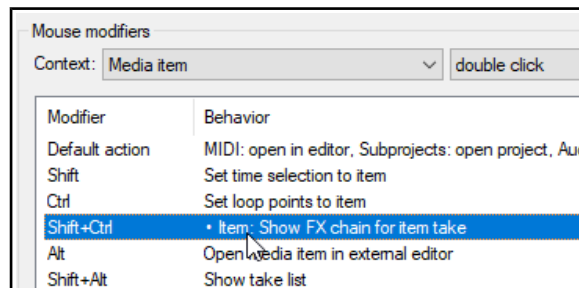 Mouse modifiers
Context: Media item double click
Modifier Behavior
Default action MIDI: open in editor, Subprojects: open project, Au
Shift Set time selection to item
Ctrl Set loop points to item
Shift+Ctrl • Item: Show FX chain for item take
Alt Open media item in external editor
Shift+Alt Show take list